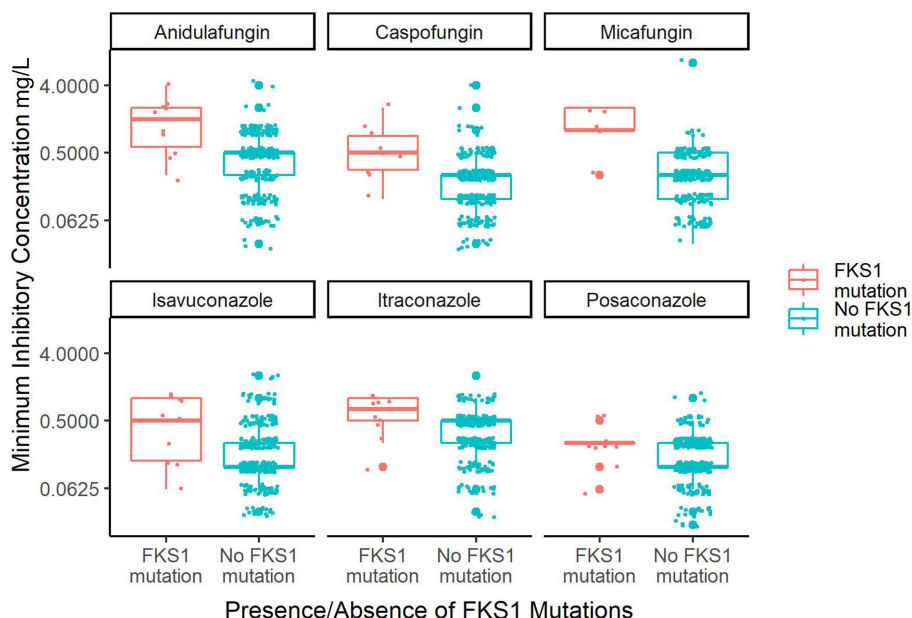 Anidulafungin
Caspofungin
Micafungin
4.0000
0.5000
0.0625
Isavuconazole
Itraconazole
Posaconazole
4.0000
0.5000
0.0625
Minimum Inhibitory Concentration mg/L
FKS1
mutation
No FKS1
mutation
FKS1
mutation
No FKS1
mutation
FKS1
mutation
No FKS1
mutation
Presence/Absence of FKS1 Mutations
FKS1
mutation
No FKS1
mutation